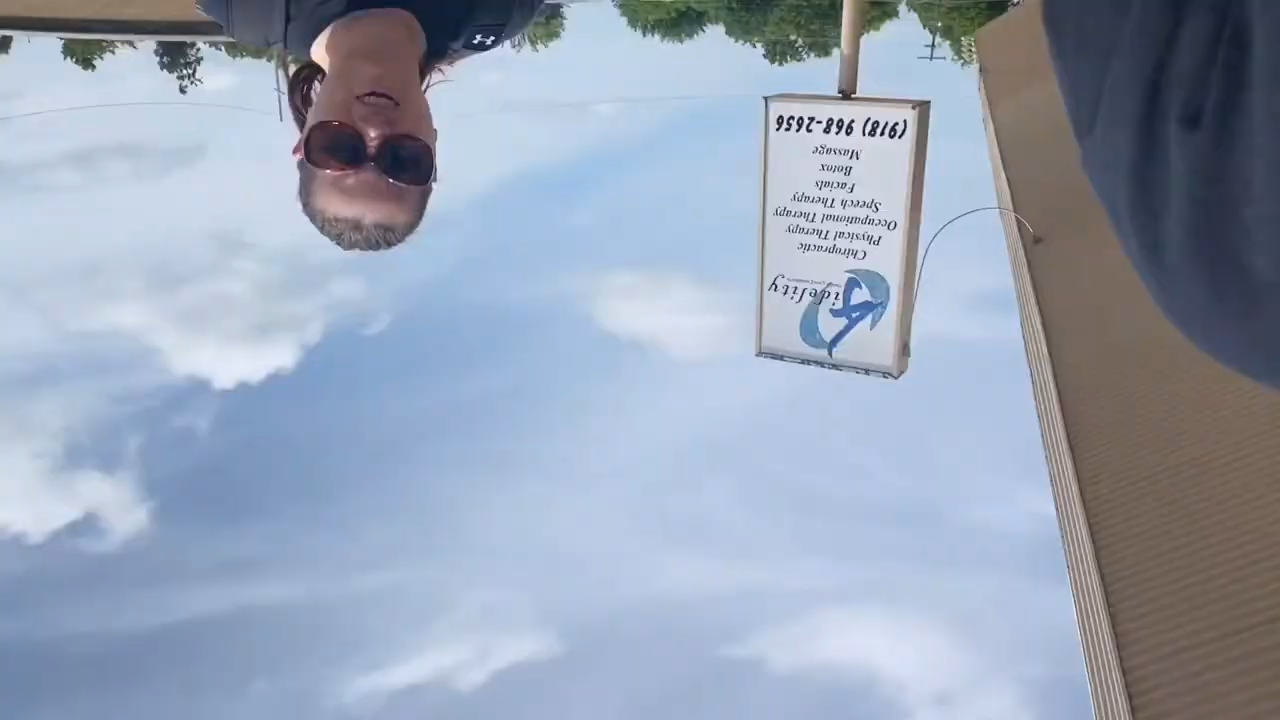 Fidelity
Chiropractic
Physical Therapy
Occupational Therapy
Speech Therapy
Facials
Botox
Massage
(918) 968-2656